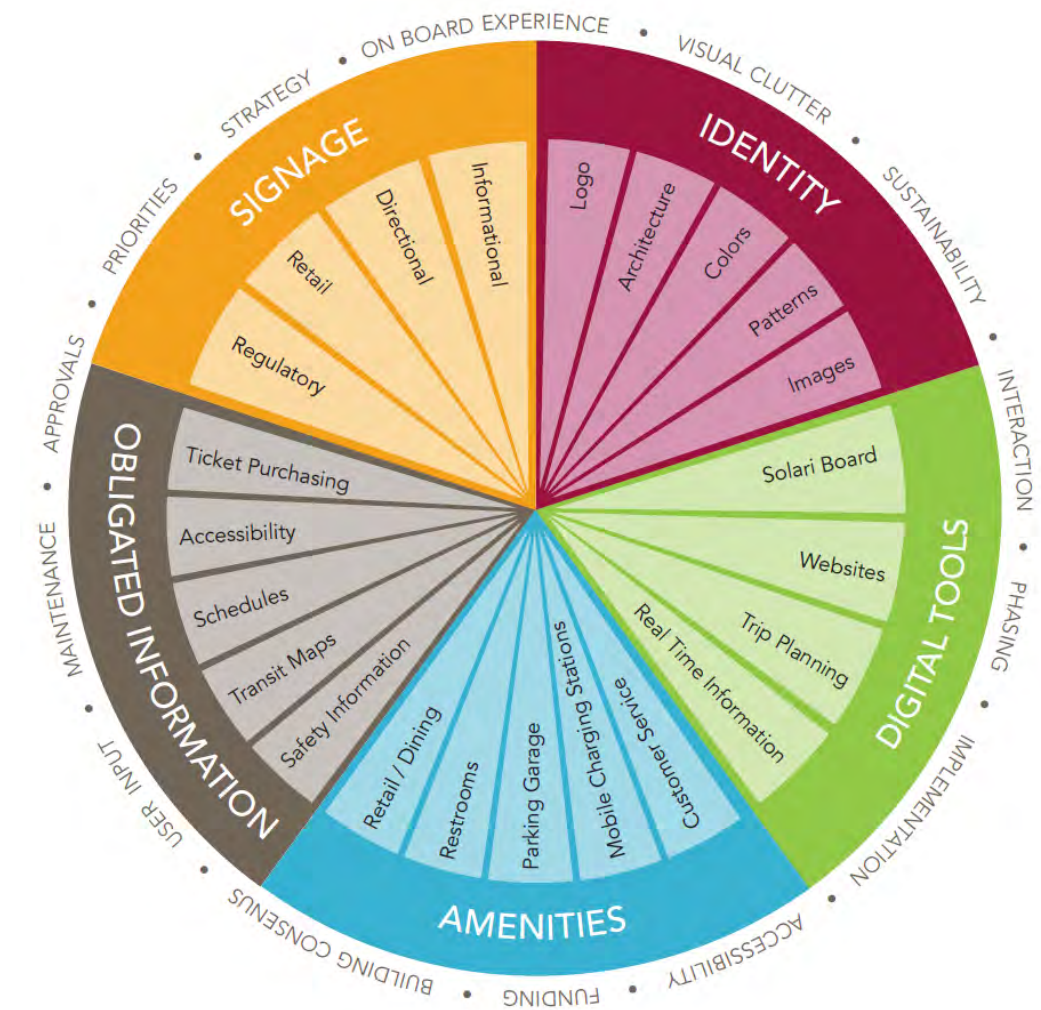 ON BOARD EXPERIENCE
•
VISUAL CLUTTER
•
SUSTAINABILITY
•
INTERACTION
•
PHASING
•
IMPLEMENTATION
•
ACCESSIBILITY
•
FUNDING
•
BUILDING CONSENUS
•
USER INPUT
•
MAINTENANCE
•
APPROVALS
•
PRIORITIES
•
STRATEGY
•
IDENTITY
Logo
Architecture
Colors
Patterns
Images
DIGITAL TOOLS
Solari Board
Websites
Trip Planning
Real Time Information
AMENITIES
Customer Service
Mobile Charging Stations
Parking Garage
Restrooms
Retail / Dining
OBLIGATED INFORMATION
Safety Information
Transit Maps
Schedules
Accessibility
Ticket Purchasing
SIGNAGE
Regulatory
Retail
Directional
Informational